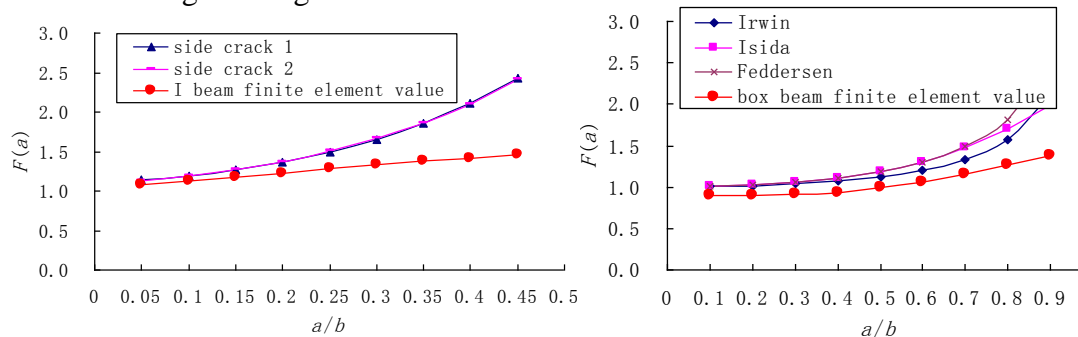 3.0
2.5
2.0
1.5
1.0
0.5
0.0
F(a)
side crack 1
side crack 2
I beam finite element value
0 0.05 0.1 0.15 0.2 0.25 0.3 0.35 0.4 0.45 0.5
a/b
3.0
2.5
2.0
1.5
1.0
0.5
0.0
F(a)
Irwin
Isida
Feddersen
box beam finite element value
0 0.1 0.2 0.3 0.4 0.5 0.6 0.7 0.8 0.9
a/b